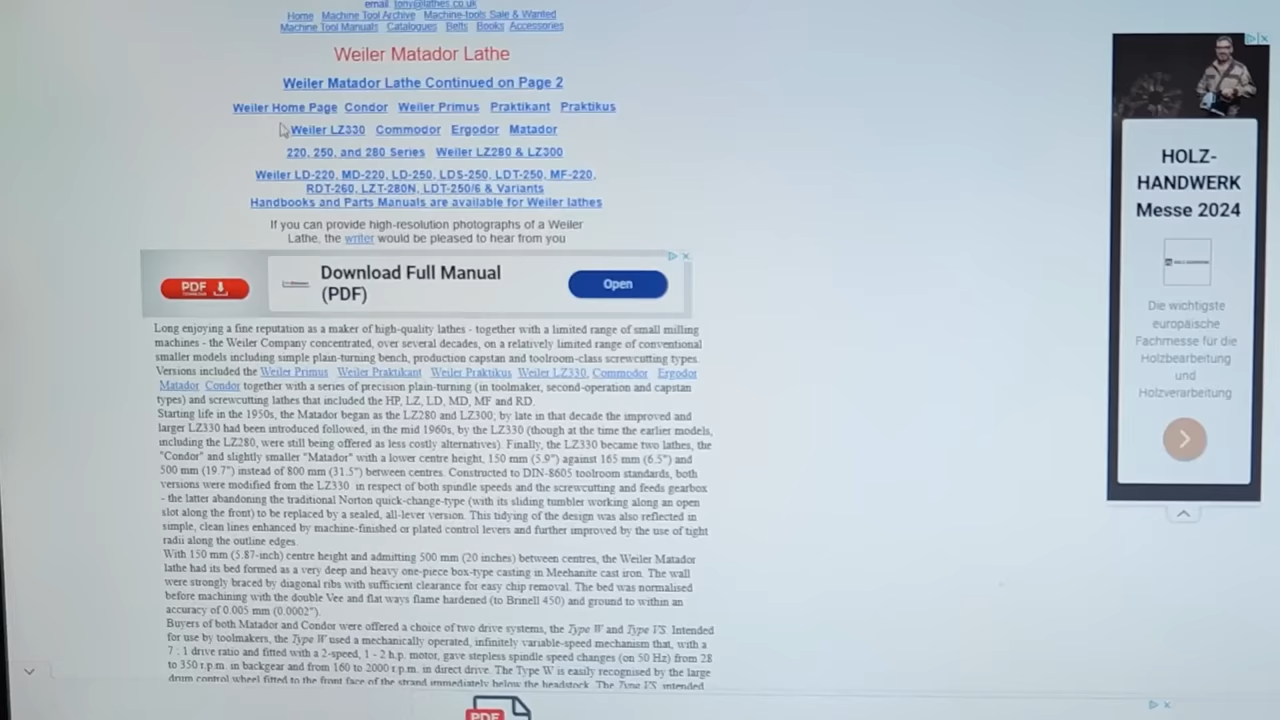 email: tony@lathes.co.uk
Home Machine Tool Archive Machine-tools Sale & Wanted
Machine Tool Manuals Catalogues Belts Books Accessories
Weiler Matador Lathe
Weiler Matador Lathe Continued on Page 2
Weiler Home Page Condor Weiler Primus Praktikant Praktikus
Weiler LZ330 Commodor Ergodor Matador
220, 250, and 280 Series Weiler LZ280 & LZ300
Weiler LD-220, MD-220, LD-250, LDS-250, LDT-250, MF-220,
RDT-260, LZT-280N, LDT-250/6 & Variants
Handbooks and Parts Manuals are available for Weiler lathes
If you can provide high-resolution photographs of a Weiler
Lathe, the writer would be pleased to hear from you
PDF
Download Full Manual
(PDF)
Open
Long enjoying a fine reputation as a maker of high-quality lathes - together with a limited range of small milling
machines - the Weiler Company concentrated, over several decades, on a relatively limited range of conventional
smaller models including simple plain-turning bench, production capstan and toolroom-class screwcutting types.
Versions included the Weiler Primus Weiler Praktikant Weiler Praktikus Weiler LZ330, Commodor Ergodor
Matador Condor together with a series of precision plain-turning (in toolmaker, second-operation and capstan
types) and screwcutting lathes that included the HP, LZ, LD, MD, MF and RD.
Starting life in the 1950s, the Matador began as the LZ280 and LZ300; by late in that decade the improved and
larger LZ330 had been introduced followed, in the mid 1960s, by the LZ330 (though at the time the earlier models,
including the LZ280, were still being offered as less costly alternatives). Finally, the LZ330 became two lathes, the
"Condor" and slightly smaller "Matador" with a lower centre height, 150 mm (5.9") against 165 mm (6.5") and
500 mm (19.7") instead of 800 mm (31.5") between centres. Constructed to DIN-8605 toolroom standards, both
versions were modified from the LZ330 in respect of both spindle speeds and the screwcutting and feeds gearbox
- the latter abandoning the traditional Norton quick-change-type (with its sliding tumbler working along an open
slot along the front) to be replaced by a sealed, all-lever version. This tidying of the design was also reflected in
simple, clean lines enhanced by machine-finished or plated control levers and further improved by the use of tight
radii along the outline edges.
With 150 mm (5.87-inch) centre height and admitting 500 mm (20 inches) between centres, the Weiler Matador
lathe had its bed formed as a very deep and heavy one-piece box-type casting in Meehanite cast iron. The wall
were strongly braced by diagonal ribs with sufficient clearance for easy chip removal. The bed was normalised
before machining with the double Vee and flat ways flame hardened (to Brinell 450) and ground to within an
accuracy of 0.005 mm (0.0002").
Buyers of both Matador and Condor were offered a choice of two drive systems, the Type W and Type VS. Intended
for use by toolmakers, the Type W used a mechanically operated, infinitely variable-speed mechanism that, with a
7 : 1 drive ratio and fitted with a 2-speed, 1 - 2 h.p. motor, gave stepless spindle speed changes (on 50 Hz) from 28
to 350 r.p.m. in backgear and from 160 to 2000 r.p.m. in direct drive. The Type W is easily recognised by the large
drum control wheel fitted to the front face of the strand immediately below the headstock. The Type VS, intended
HOLZ-
HANDWERK
Messe 2024
Die wichtigste
europäische
Fachmesse für die
Holzbearbeitung
und
Holzverarbeitung
PDF